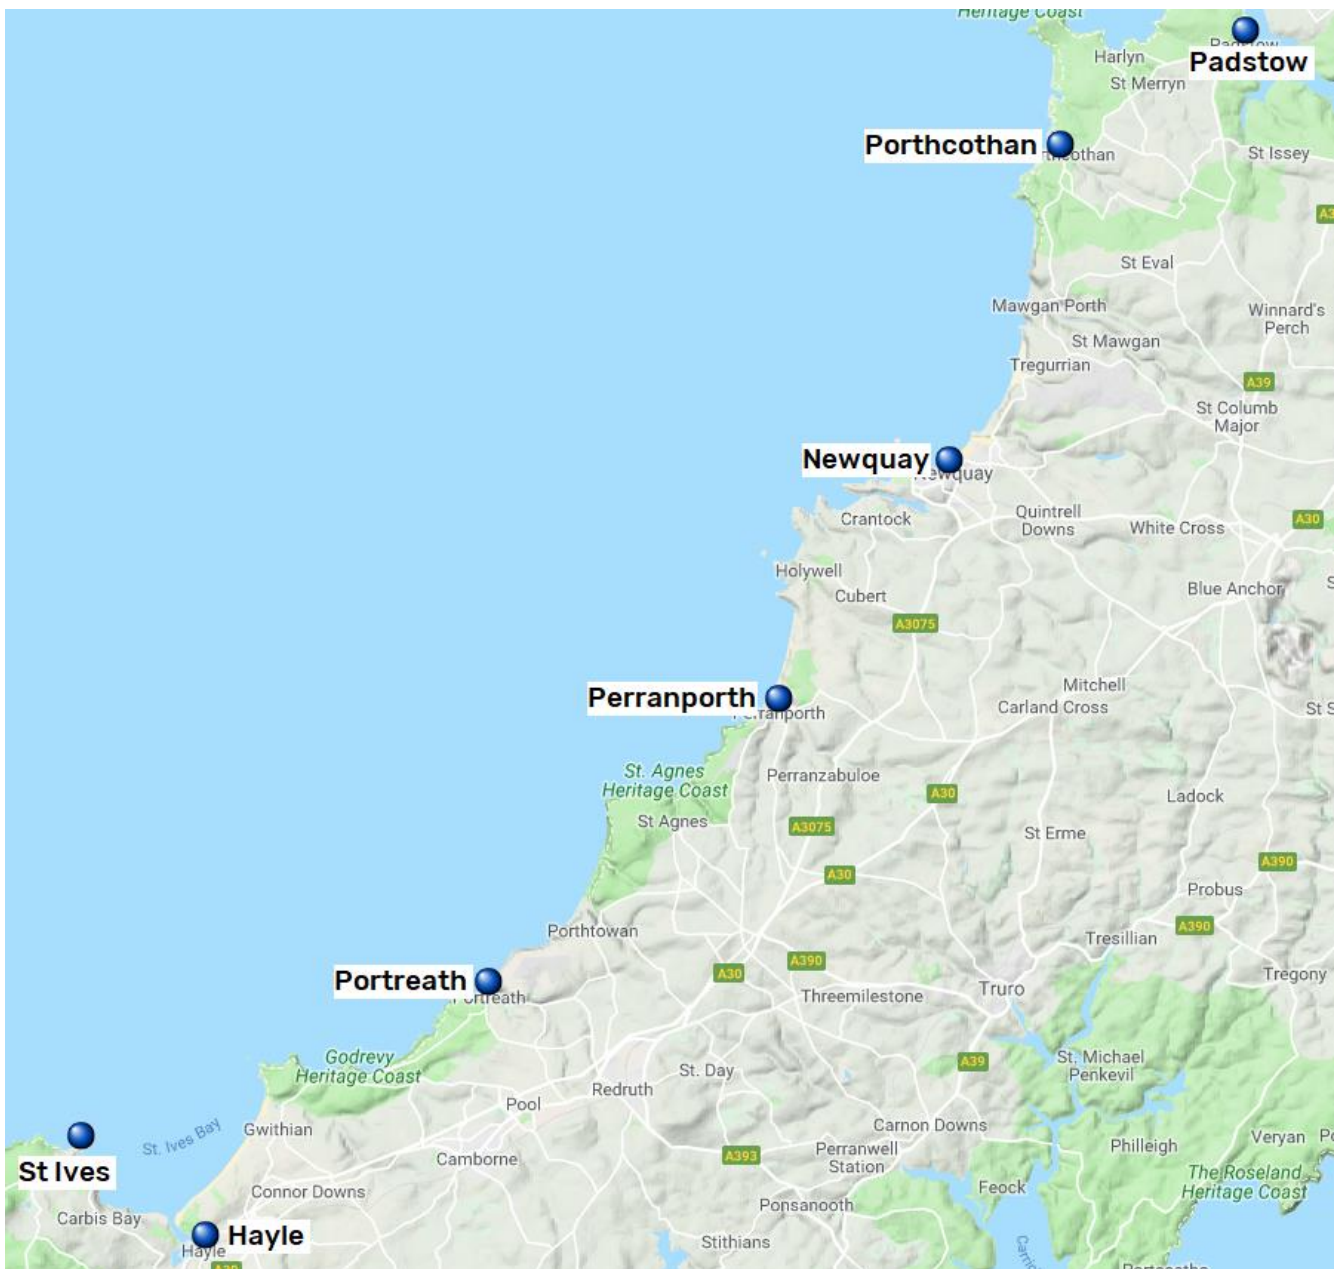 Heritage Coast
Padstow
Harlyn
St Merryn
Porthcothan
St Issey
St Eval
Mawgan Porth
Winnard's
Perch
St Mawgan
Tregurrian
A39
St Columb
Major
Newquay
Newquay
Crantock
Quintrell
Downs
White Cross
A30
Holywell
Cubert
Blue Anchor
A3075
Mitchell
Carland Cross
Perranporth
St. Agnes
Heritage Coast
Perranzabuloe
A30
Ladock
St Agnes
A3075
St Erme
A390
A30
Probus
A390
Porthtowan
Tresillian
A390
A30
Tregony
Portreath
Threemilestone
Truro
Godrevy
Heritage Coast
St. Day
A39
St. Michael
Penkevil
Redruth
Pool
St. Ives Bay
Gwithian
Carnon Downs
Camborne
A393
Perranwell
Station
Philleigh
Veryan
St Ives
The Roseland
Heritage Coast
Connor Downs
Feock
Ponsanooth
Carbis Bay
Hayle
Hayle
Stithians